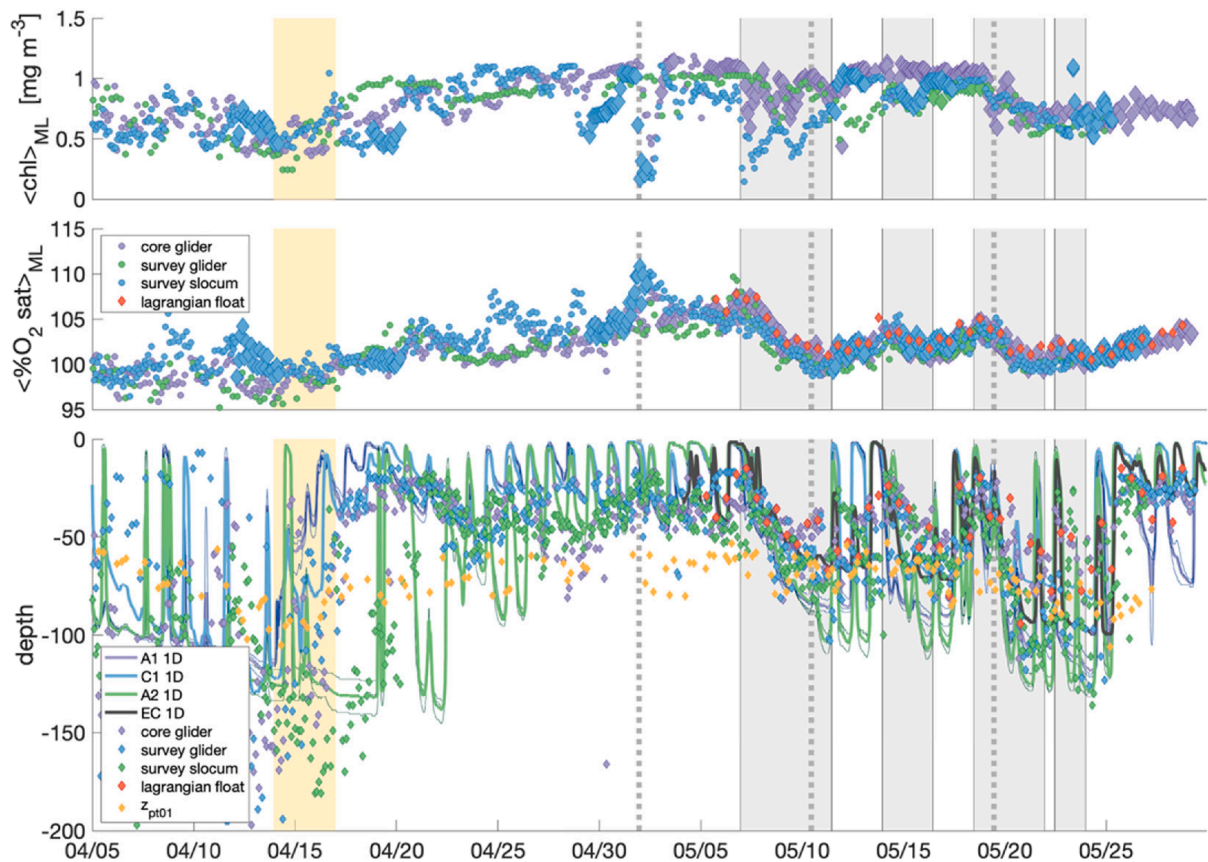 1.5
1
0.5
0
<chl>ML [mg m-3]
115
110
105
100
95
<%O2 sat>ML
core glider
survey glider
survey slocum
lagrangian float
0
-50
-100
-150
-200
depth
A1 1D
C1 1D
A2 1D
EC 1D
core glider
survey glider
survey slocum
lagrangian float
zpt01
04/05 04/10 04/15 04/20 04/25 04/30 05/05 05/10 05/15 05/20 05/25